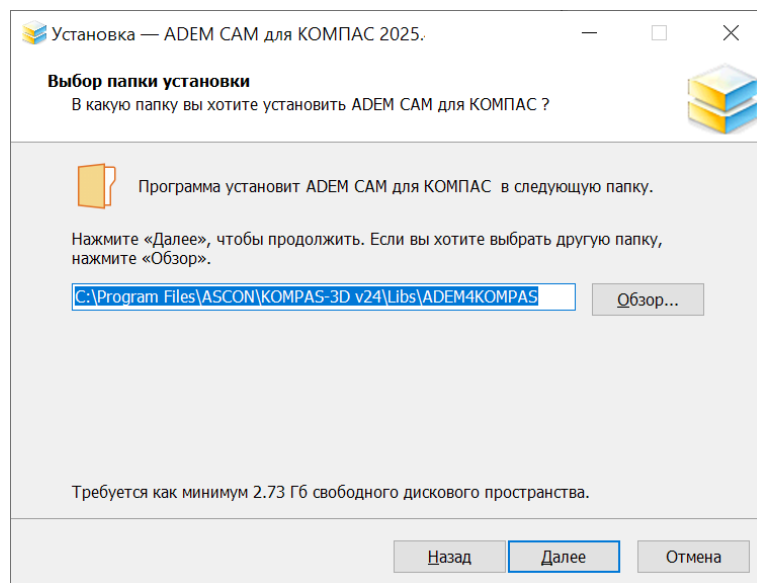 Установка — ADEM CAM для КОМПАС 2025.
Выбор папки установки
В какую папку вы хотите установить ADEM CAM для КОМПАС ?
Программа установит ADEM CAM для КОМПАС в следующую папку.
Нажмите «Далее», чтобы продолжить. Если вы хотите выбрать другую папку,
нажмите «Обзор».
C:\Program Files\ASCON\KOMPAS-3D v24\Libs\ADEM4KOMPAS
Обзор...
Требуется как минимум 2.73 Гб свободного дискового пространства.
Назад
Далее
Отмена